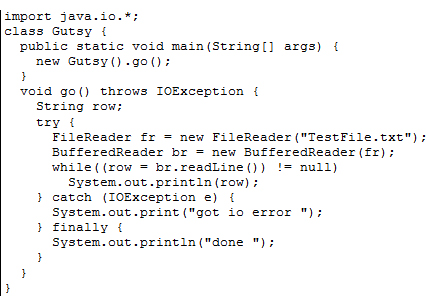 import java.io.*;
class Gutsy {
  public static void main(String[] args) {
    new Gutsy().go();
  }
  void go() throws IOException {
    String row;
    try {
      FileReader fr = new FileReader("TestFile.txt");
      BufferedReader br = new BufferedReader(fr);
      while((row = br.readLine()) != null)
        System.out.println(row);
    } catch (IOException e) {
      System.out.print("got io error ");
    } finally {
      System.out.println("done ");
    }
  }
}